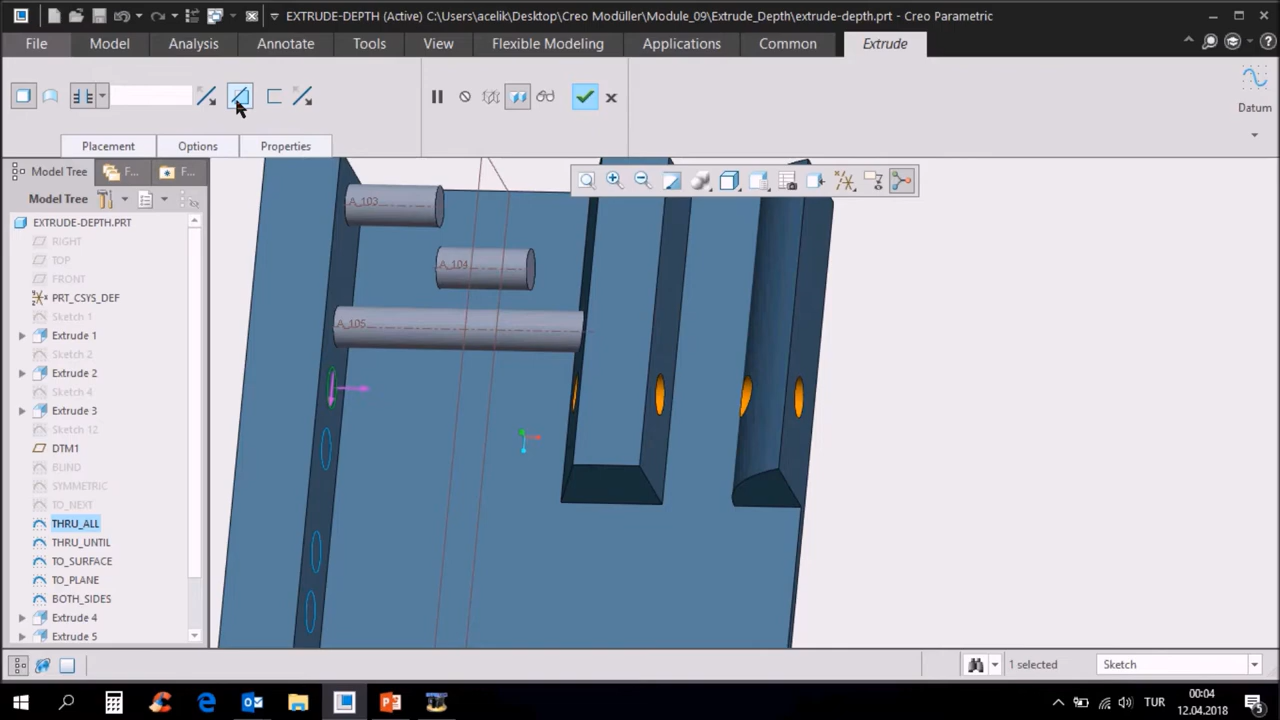 EXTRUDE-DEPTH (Active) C:\Users\acelik\Desktop\Creo Modüller\Module_09\Extrude_Depth\extrude-depth.prt - Creo Parametric
File Model Analysis Annotate Tools View Flexible Modeling Applications Common Extrude
Datum
Placement Options Properties
Model Tree F... F...
Model Tree
EXTRUDE-DEPTH.PRT
RIGHT
TOP
FRONT
PRT_CSYS_DEF
Sketch 1
Extrude 1
Sketch 2
Extrude 2
Sketch 4
Extrude 3
Sketch 12
DTM1
BLIND
SYMMETRIC
TO_NEXT
THRU_ALL
THRU_UNTIL
TO_SURFACE
TO_PLANE
BOTH_SIDES
Extrude 4
Extrude 5
A_103
A_104
A_105
1 selected
Sketch
TUR
00:04
12.04.2018
5